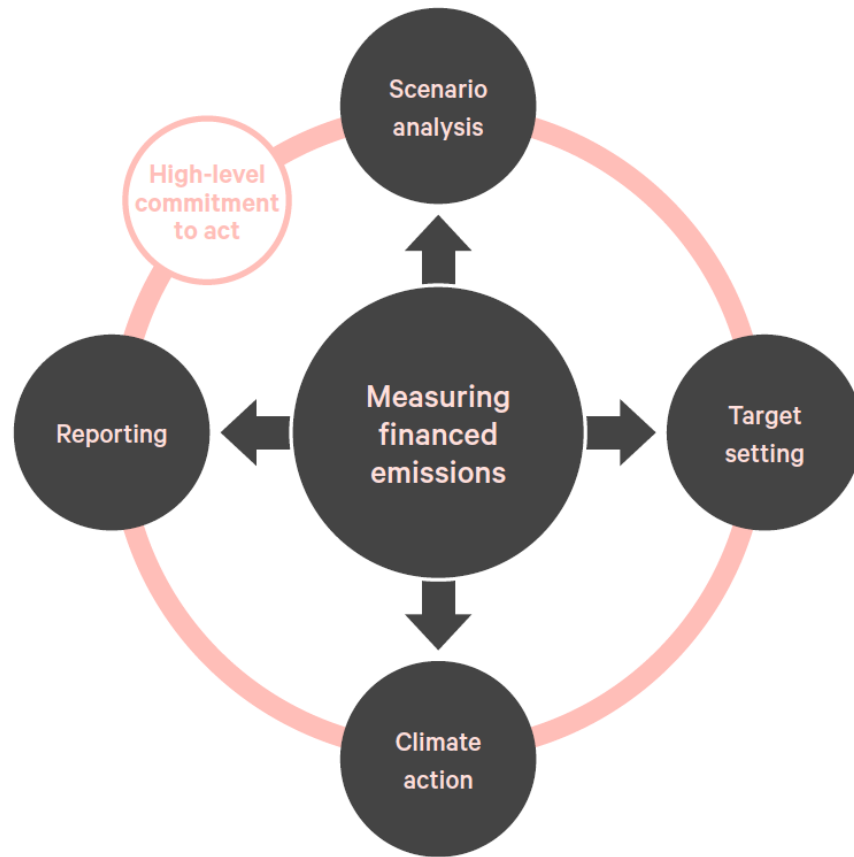 Scenario
analysis
High-level
commitment
to act
Measuring
financed
emissions
Reporting
Target
setting
Climate
action